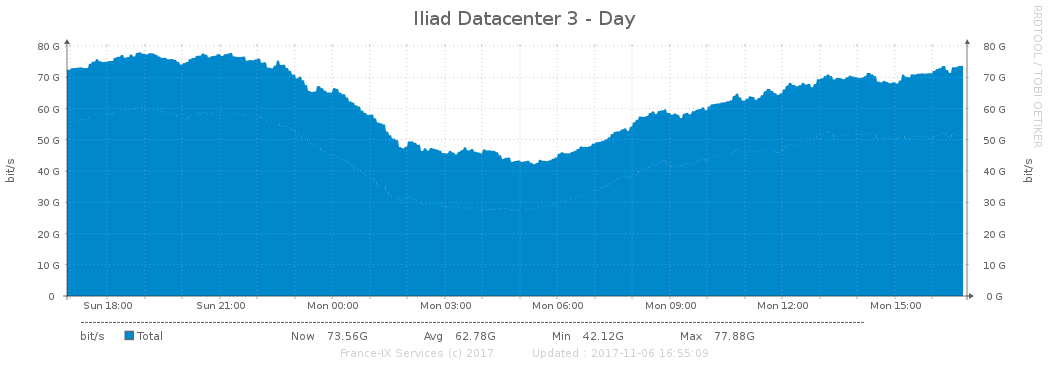 Iliad Datacenter 3 - Day
RRDTOOL / TOBI OETIKER
80 G 80 G
70 G 70 G
60 G 60 G
50 G 50 G
40 G 40 G
30 G 30 G
20 G 20 G
10 G 10 G
0 0 G
bit/s bit/s
Sun 18:00 Sun 21:00 Mon 00:00 Mon 03:00 Mon 06:00 Mon 09:00 Mon 12:00 Mon 15:00
bit/s Total Now 73.56G Avg 62.78G Min 42.12G Max 77.88G
France-IX Services (c) 2017 Updated : 2017-11-06 16:55:09